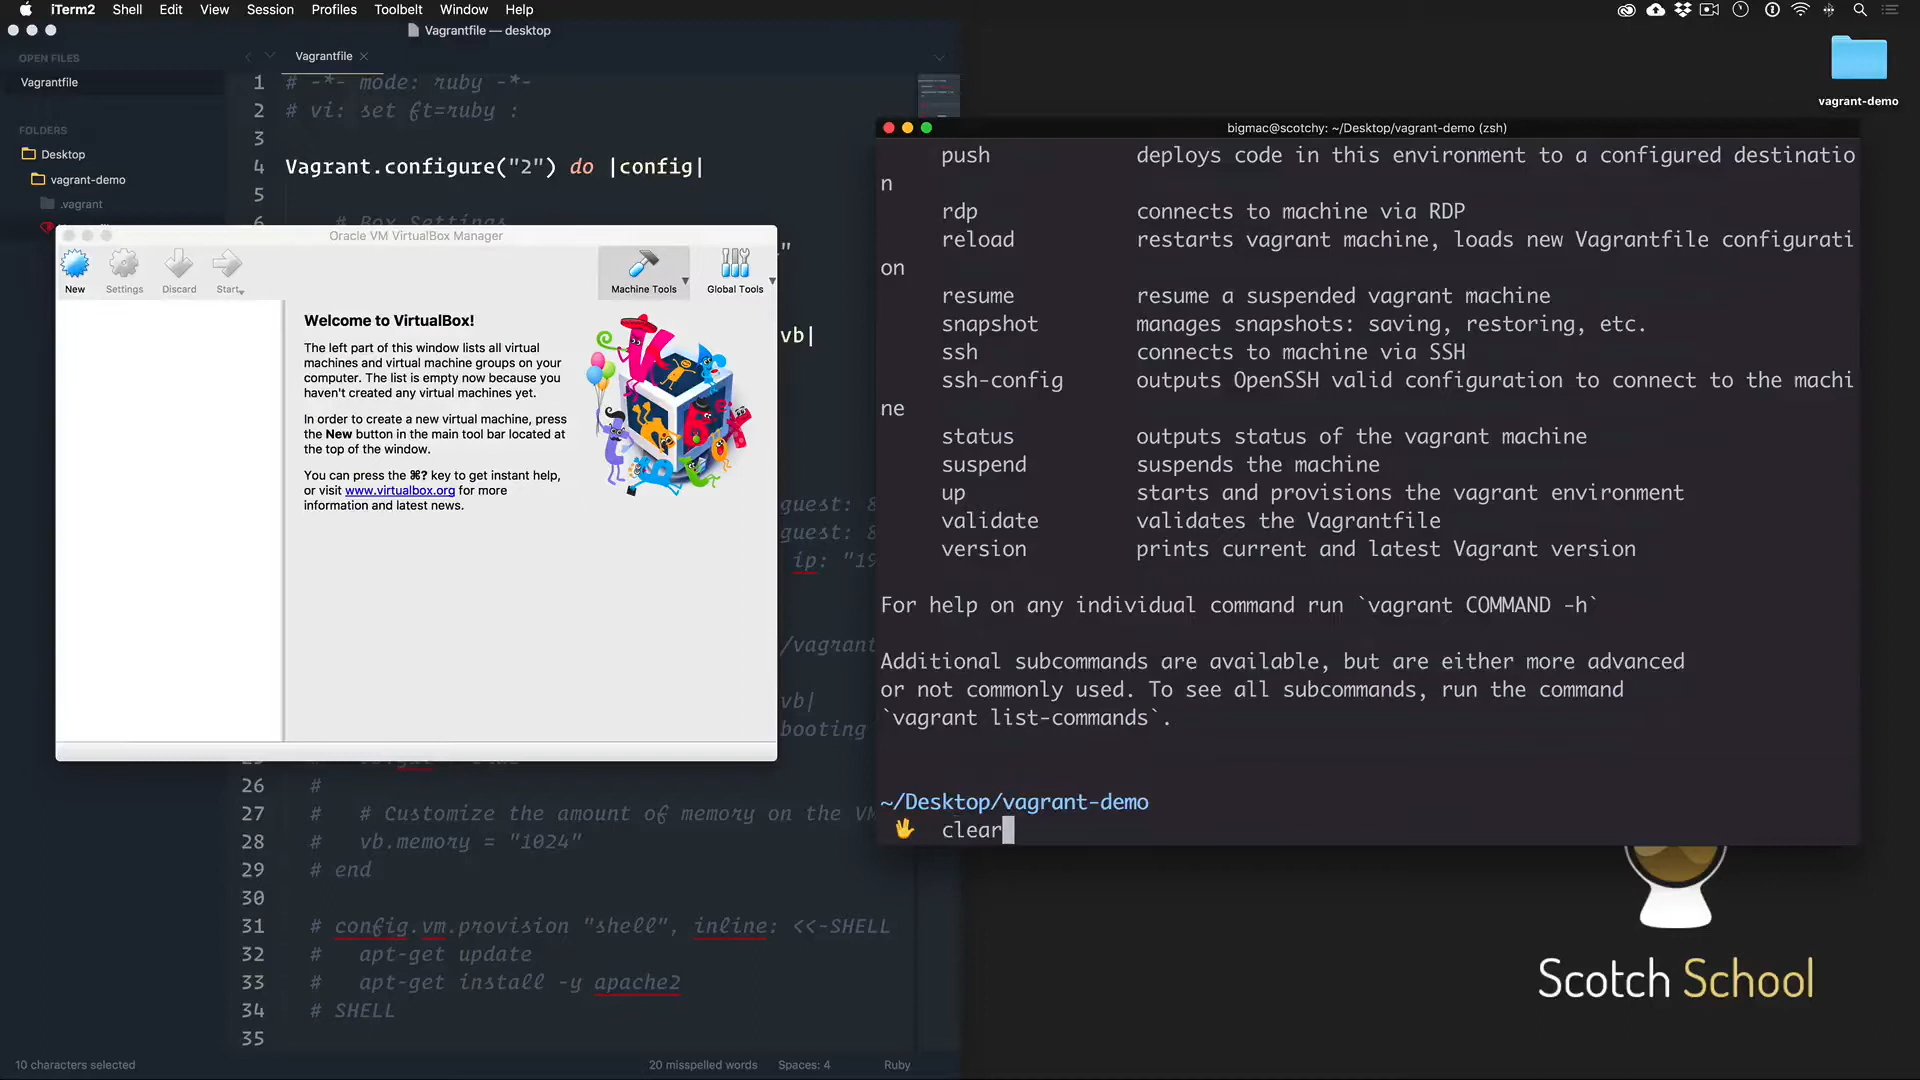 iTerm2 Shell Edit View Session Scripts Profiles Toolbelt Window Help
Vagrantfile — desktop
OPEN FILES
Vagrantfile
FOLDERS
Desktop
vagrant-demo
.vagrant
Vagrantfile
1 # -*- mode: ruby -*-
2 # vi: set ft=ruby :
3
4 Vagrant.configure("2") do |config|
5
6 # Box Settings
"
vb|
guest: 8
guest: 8
ip: "19
/vagrant
vb|
booting
26 #
27 # # Customize the amount of memory on the VM
28 # vb.memory = "1024"
29 # end
30
31 # config.vm.provision "shell", inline: <<-SHELL
32 # apt-get update
33 # apt-get install -y apache2
34 # SHELL
35
10 characters selected
20 misspelled words
Spaces: 4
Ruby
Oracle VM VirtualBox Manager
New
Settings
Discard
Start
Machine Tools
Global Tools
Welcome to VirtualBox!
The left part of this window lists all virtual
machines and virtual machine groups on your
computer. The list is empty now because you
haven't created any virtual machines yet.
In order to create a new virtual machine, press
the New button in the main tool bar located at
the top of the window.
You can press the ⌘? key to get instant help,
or visit www.virtualbox.org for more
information and latest news.
bigmac@scotchy: ~/Desktop/vagrant-demo (zsh)
push deploys code in this environment to a configured destinatio
n
rdp connects to machine via RDP
reload restarts vagrant machine, loads new Vagrantfile configurati
on
resume resume a suspended vagrant machine
snapshot manages snapshots: saving, restoring, etc.
ssh connects to machine via SSH
ssh-config outputs OpenSSH valid configuration to connect to the machi
ne
status outputs status of the vagrant machine
suspend suspends the machine
up starts and provisions the vagrant environment
validate validates the Vagrantfile
version prints current and latest Vagrant version
For help on any individual command run `vagrant COMMAND -h`
Additional subcommands are available, but are either more advanced
or not commonly used. To see all subcommands, run the command
`vagrant list-commands`.
~/Desktop/vagrant-demo
clear
vagrant-demo
Scotch School